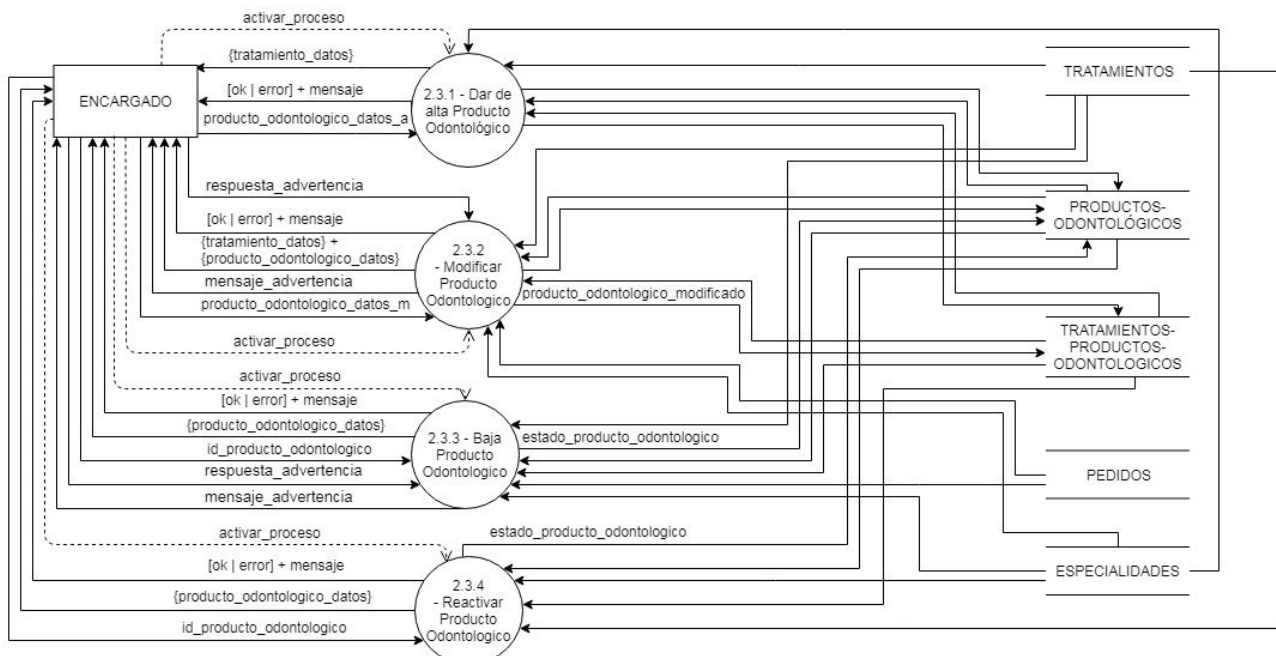 activar_proceso
{tratamiento_datos}
TRATAMIENTOS
[ok | error] + mensaje
ENCARGADO
2.3.1 - Dar de
alta Producto
Odontológico
producto_odontologico_datos_a
respuesta_advertencia
PRODUCTOS-
ODONTOLÓGICOS
[ok | error] + mensaje
{tratamiento_datos} +
{producto_odontologico_datos}
2.3.2
- Modificar
Producto
Odontologico
mensaje_advertencia
producto_odontologico_modificado
producto_odontologico_datos_m
TRATAMIENTOS-
PRODUCTOS-
ODONTOLOGICOS
activar_proceso
activar_proceso
[ok | error] + mensaje
{producto_odontologico_datos}
2.3.3 - Baja
Producto
Odontologico
estado_producto_odontologico
id_producto_odontologico
respuesta_advertencia
PEDIDOS
mensaje_advertencia
activar_proceso
estado_producto_odontologico
[ok | error] + mensaje
ESPECIALIDADES
2.3.4
- Reactivar
Producto
Odontologico
{producto_odontologico_datos}
id_producto_odontologico